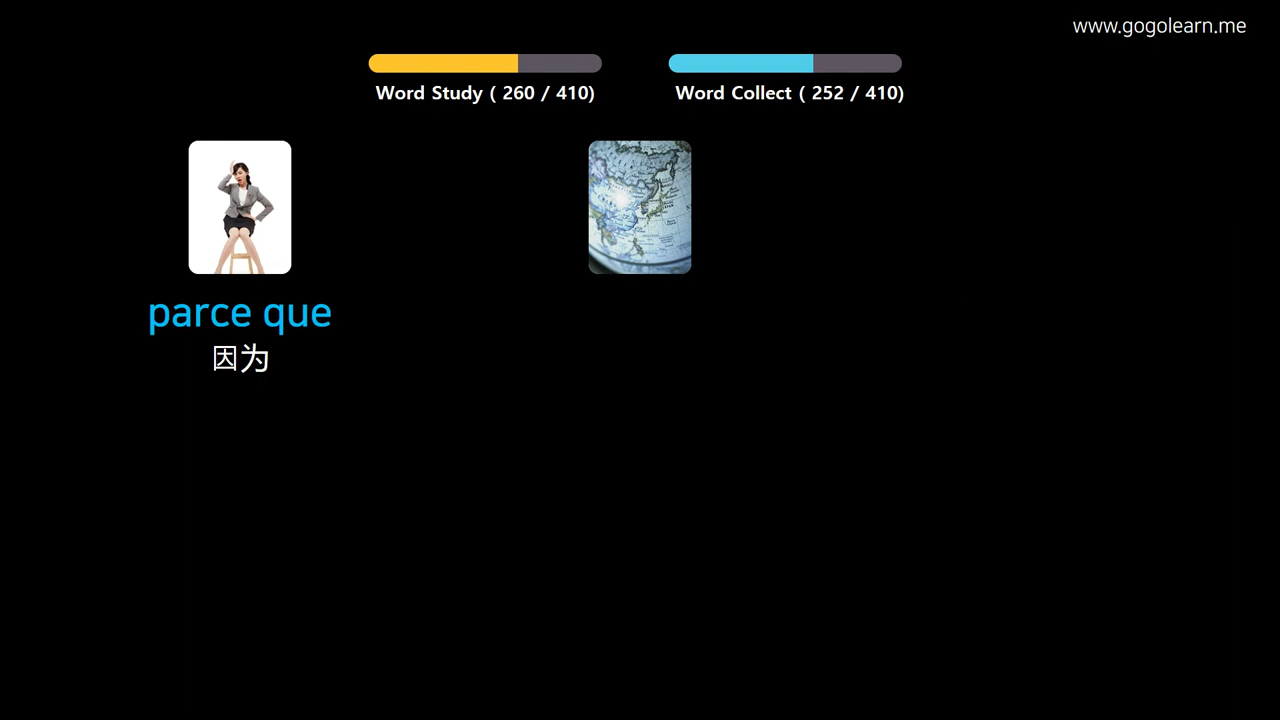 www.gogolearn.me
Word Study ( 260 / 410)
Word Collect ( 252 / 410)
parce que
因为